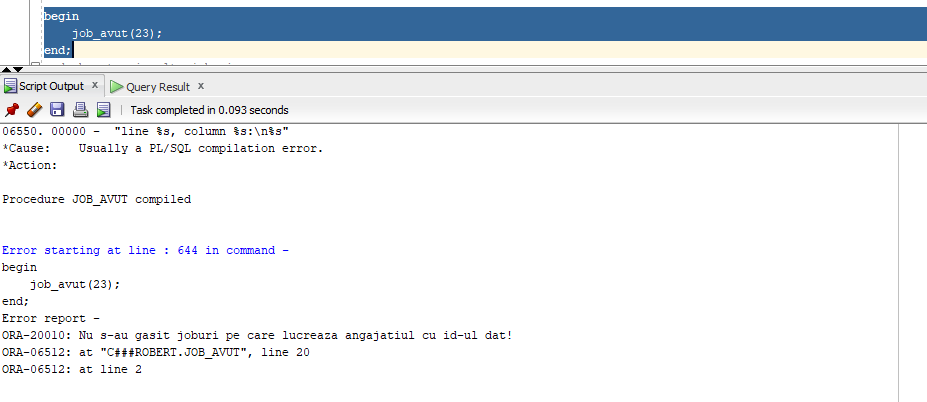 begin
job_avut(23);
end;
Script Output x Query Result x
Task completed in 0.093 seconds
06550. 00000 - "line %s, column %s:\n%s"
*Cause: Usually a PL/SQL compilation error.
*Action:
Procedure JOB_AVUT compiled
Error starting at line : 644 in command -
begin
job_avut(23);
end;
Error report -
ORA-20010: Nu s-au gasit joburi pe care lucreaza angajatiul cu id-ul dat!
ORA-06512: at "C###ROBERT.JOB_AVUT", line 20
ORA-06512: at line 2